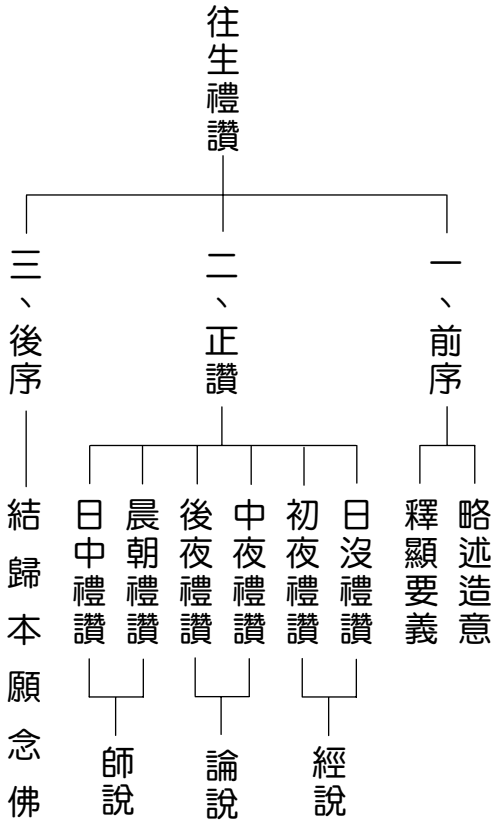 往生禮讚
一、前序
二、正讚
三、後序
略述造意
釋顯要義
日沒禮讚
初夜禮讚
中夜禮讚
後夜禮讚
晨朝禮讚
日中禮讚
結歸本願念佛
經說
論說
師說